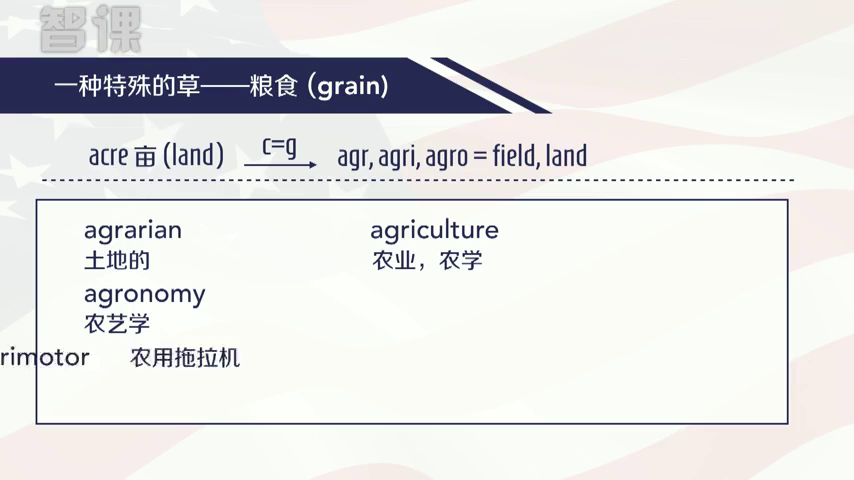 智课
一种特殊的草——粮食（grain)
acre 亩 (land) c=g agr, agri, agro = field, land
agrarian agriculture
土地的 农业，农学
agronomy
农艺学
rimotor 农用拖拉机